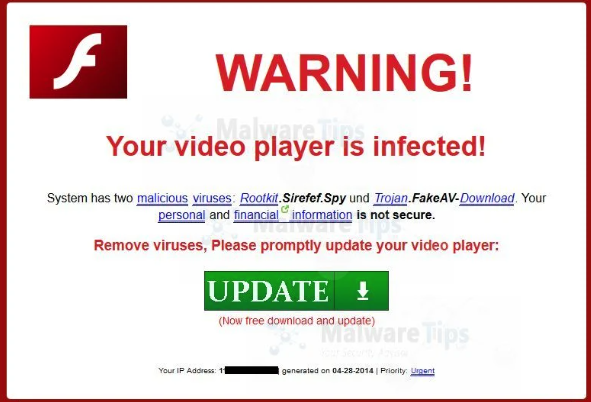 WARNING!
MalwareTips
Your video player is infected!
System has two malicious viruses: Rootkit.Sirefef.Spy und Trojan.FakeAV-Download. Your
personal and financial information is not secure.
MalwareTips
Remove viruses, Please promptly update your video player:
UPDATE
(Now free download and update)
MalwareTips
Your IP Address: 1 generated on 04-28-2014 | Priority: Urgent